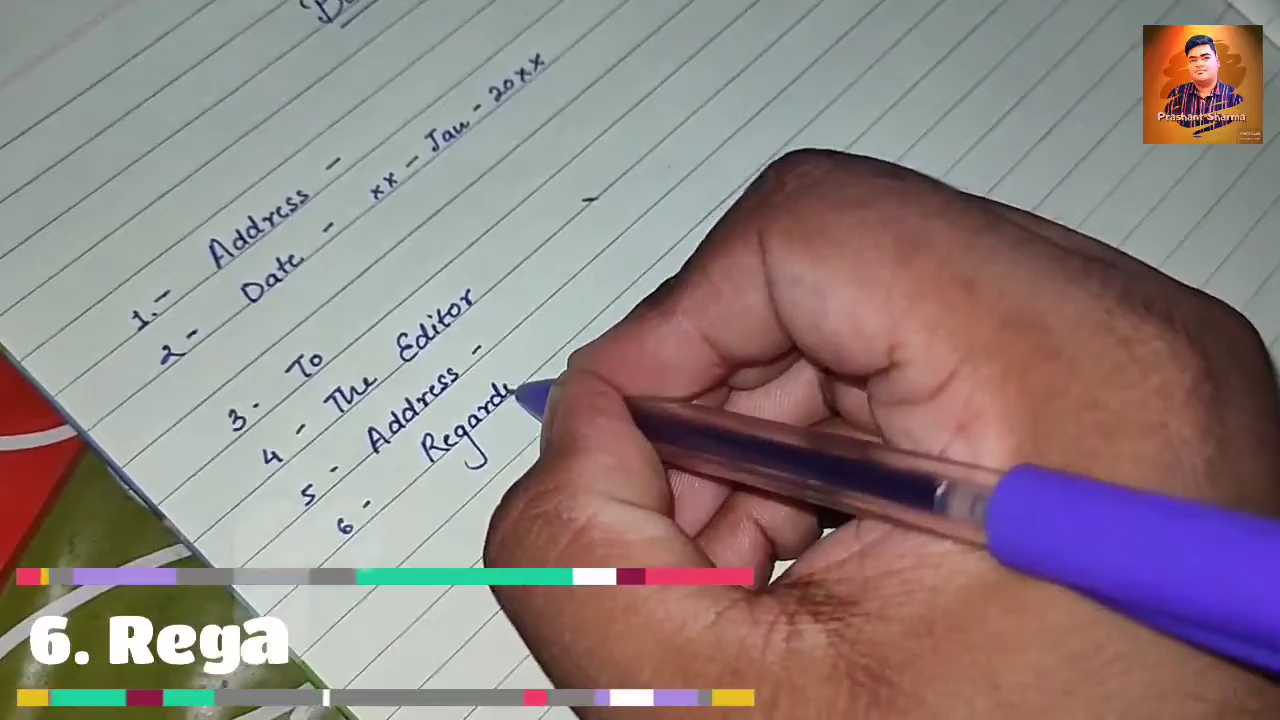 1.- Address -
2- Date - xx - Jan - 20xx
3. To
4 - The Editor
5 - Address -
6- Regards
6. Rega
Prashant Sharma